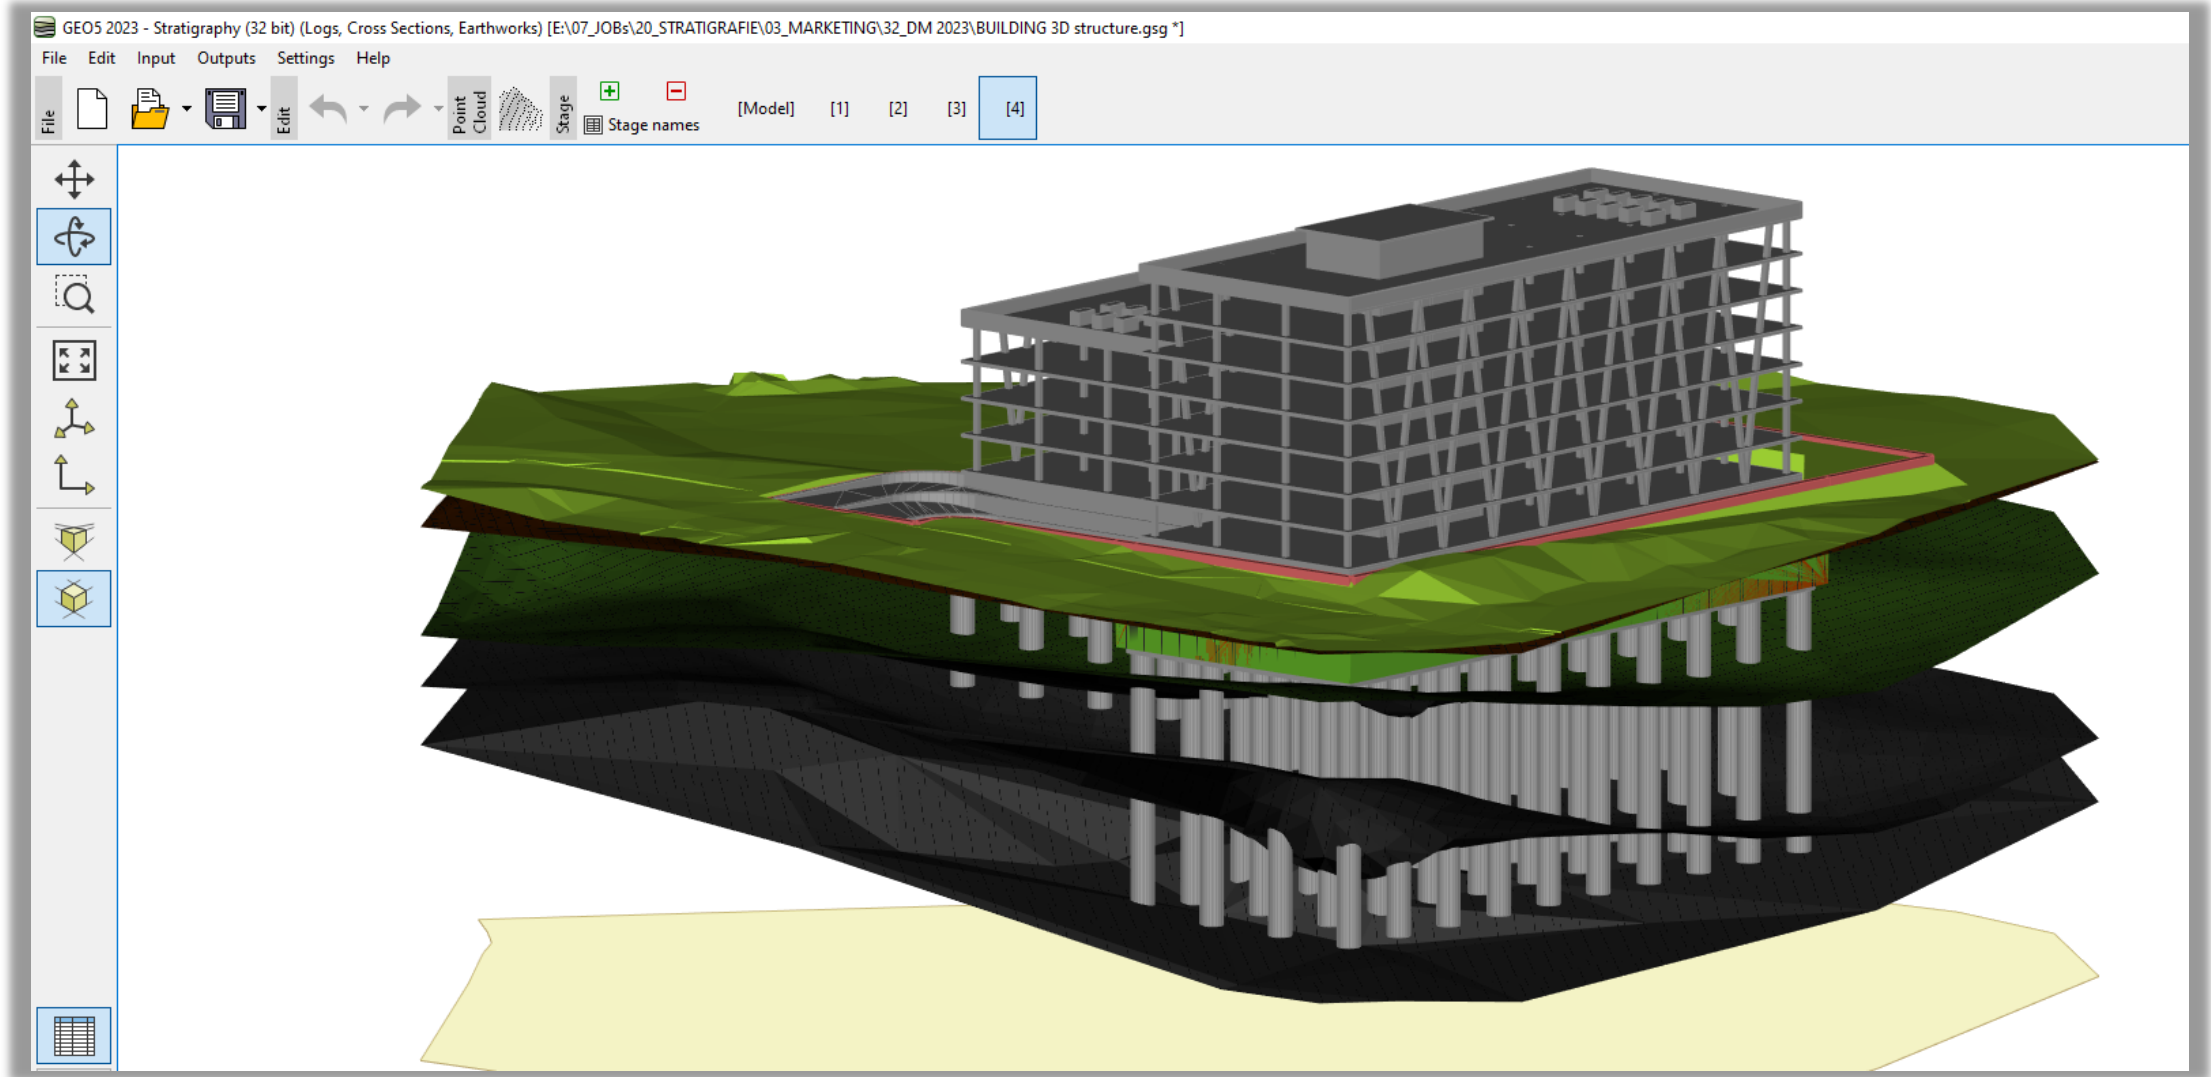 GEO5 2023 - Stratigraphy (32 bit) (Logs, Cross Sections, Earthworks) [E:\07_JOBs\20_STRATIGRAFIE\03_MARKETING\32_DM 2023\BUILDING 3D structure.gsg *]
File Edit Input Outputs Settings Help
File
Edit
Point
Cloud
Stage
Stage names
[Model] [1] [2] [3] [4]